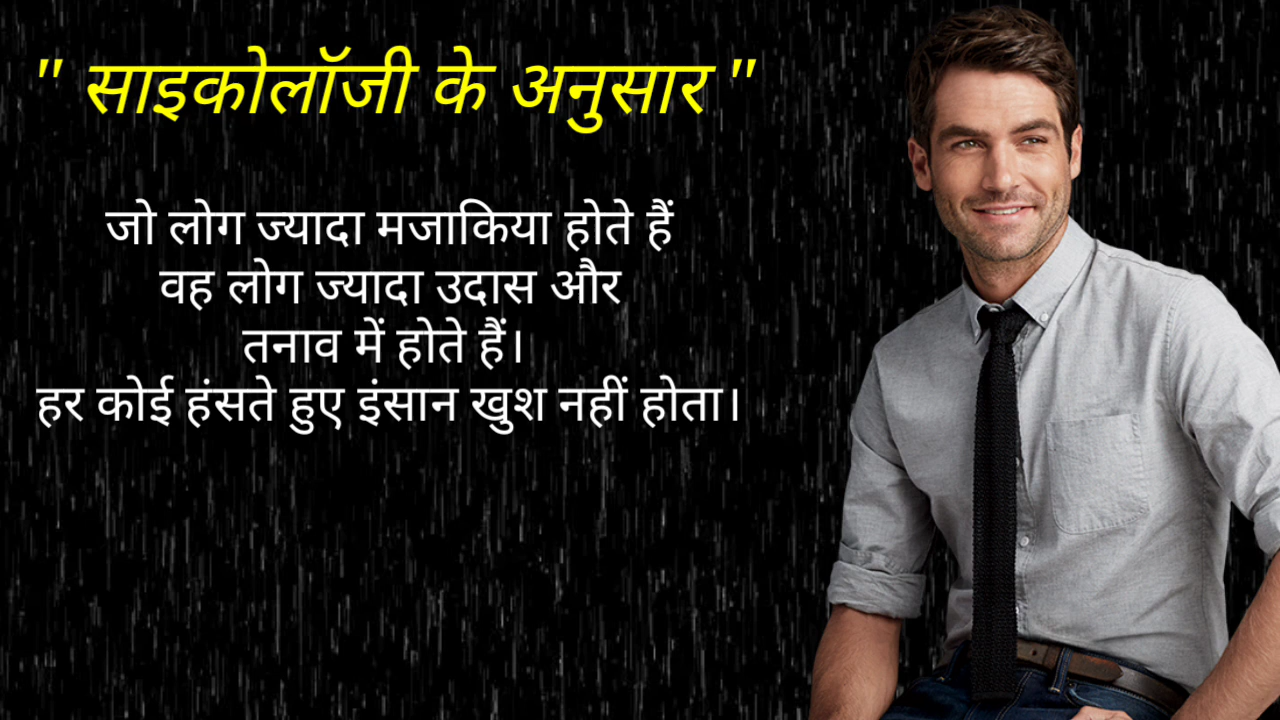 " साइकोलॉजी के अनुसार "
जो लोग ज्यादा मजाकिया होते हैं
वह लोग ज्यादा उदास और
तनाव में होते हैं।
हर कोई हंसते हुए इंसान खुश नहीं होता।